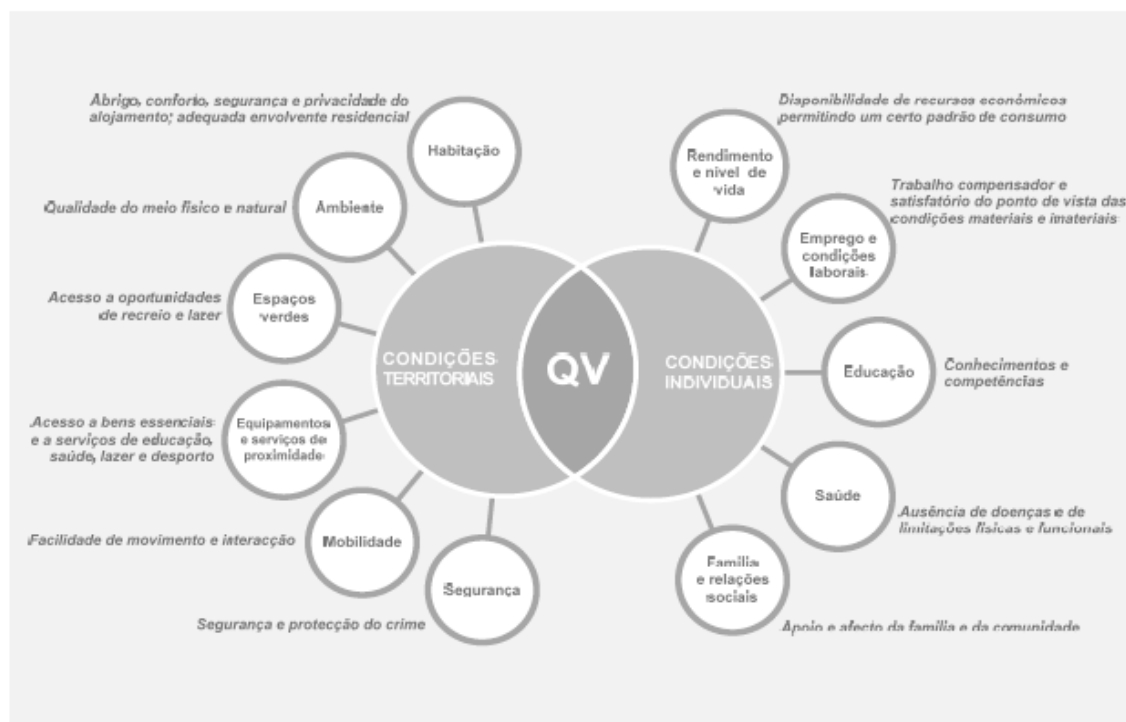 Abrigo, conforto, segurança e privacidade do
alojamento; adequada envolvente residencial
Habitação
Qualidade do meio físico e natural
Ambiente
Acesso a oportunidades
de recreio e lazer
Espaços
verdes
Acesso a bens essenciais
e a serviços de educação,
saúde, lazer e desporto
Equipamentos
e serviços de
proximidade
Facilidade de movimento e interacção
Mobilidade
Segurança
Segurança e protecção do crime
CONDIÇÕES
TERRITORIAIS
QV
CONDIÇÕES
INDIVIDUAIS
Rendimento
e nivel de
vida
Disponibilidade de recursos económicos
permitindo um certo padrão de consumo
Emprego e
condições
laborais
Trabalho compensador e
satisfatório do ponto de vista das
condições materiais e imateriais
Educação
Conhecimentos e
competências
Saúde
Ausência de doenças e de
limitações físicas e funcionais
Família
e relações
sociais
Apoio e afecto da família e da comunidade